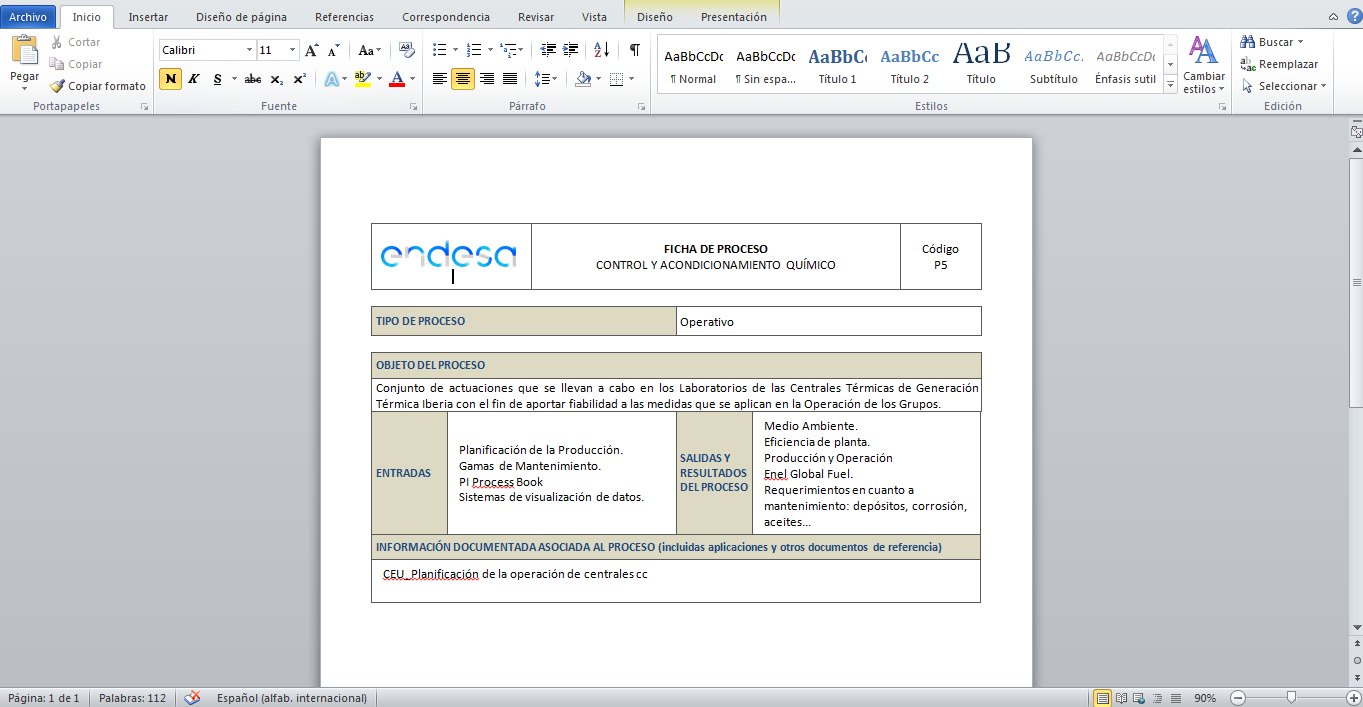 Archivo Inicio Insertar Diseño de página Referencias Correspondencia Revisar Vista Diseño Presentación
Pegar
Cortar
Copiar
Copiar formato
Portapapeles
Calibri 11
N K S abc x₂ x²
Fuente
Párrafo
AaBbCcDc AaBbCcDc AaBbC AaBbCc AaB AaBbCc. AaBbCcDc
¶ Normal ¶ Sin espa... Título 1 Título 2 Título Subtítulo Énfasis sutil
Cambiar
estilos
Estilos
Buscar
Reemplazar
Seleccionar
Edición
endesa
FICHA DE PROCESO
CONTROL Y ACONDICIONAMIENTO QUÍMICO
Código
P5
TIPO DE PROCESO Operativo
OBJETO DEL PROCESO
Conjunto de actuaciones que se llevan a cabo en los Laboratorios de las Centrales Térmicas de Generación
Térmica Iberia con el fin de aportar fiabilidad a las medidas que se aplican en la Operación de los Grupos.
ENTRADAS
Planificación de la Producción.
Gamas de Mantenimiento.
PI Process Book
Sistemas de visualización de datos.
SALIDAS Y
RESULTADOS
DEL PROCESO
Medio Ambiente.
Eficiencia de planta.
Producción y Operación
Enel Global Fuel.
Requerimientos en cuanto a
mantenimiento: depósitos, corrosión,
aceites...
INFORMACIÓN DOCUMENTADA ASOCIADA AL PROCESO (incluidas aplicaciones y otros documentos de referencia)
CEU_Planificación de la operación de centrales cc
Página: 1 de 1 Palabras: 112 Español (alfab. internacional) 90%